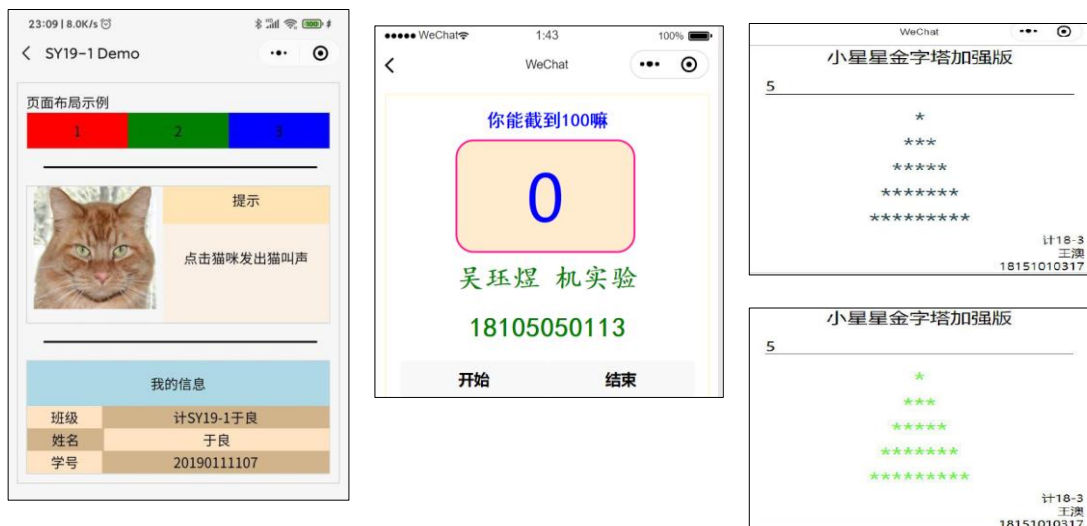 23:09 | 8.0K/s
SY19-1 Demo
页面布局示例
1 2 3
提示
点击猫咪发出猫叫声
我的信息
班级 计SY19-1于良
姓名 于良
学号 20190111107
WeChat 1:43 100%
WeChat
你能截到100嘛
0
吴珏煜 机实验
18105050113
开始 结束
WeChat
小星星金字塔加强版
5
*
***
*****
*******
*********
计18-3
王澳
18151010317
小星星金字塔加强版
5
*
***
*****
*******
*********
计18-3
王澳
18151010317